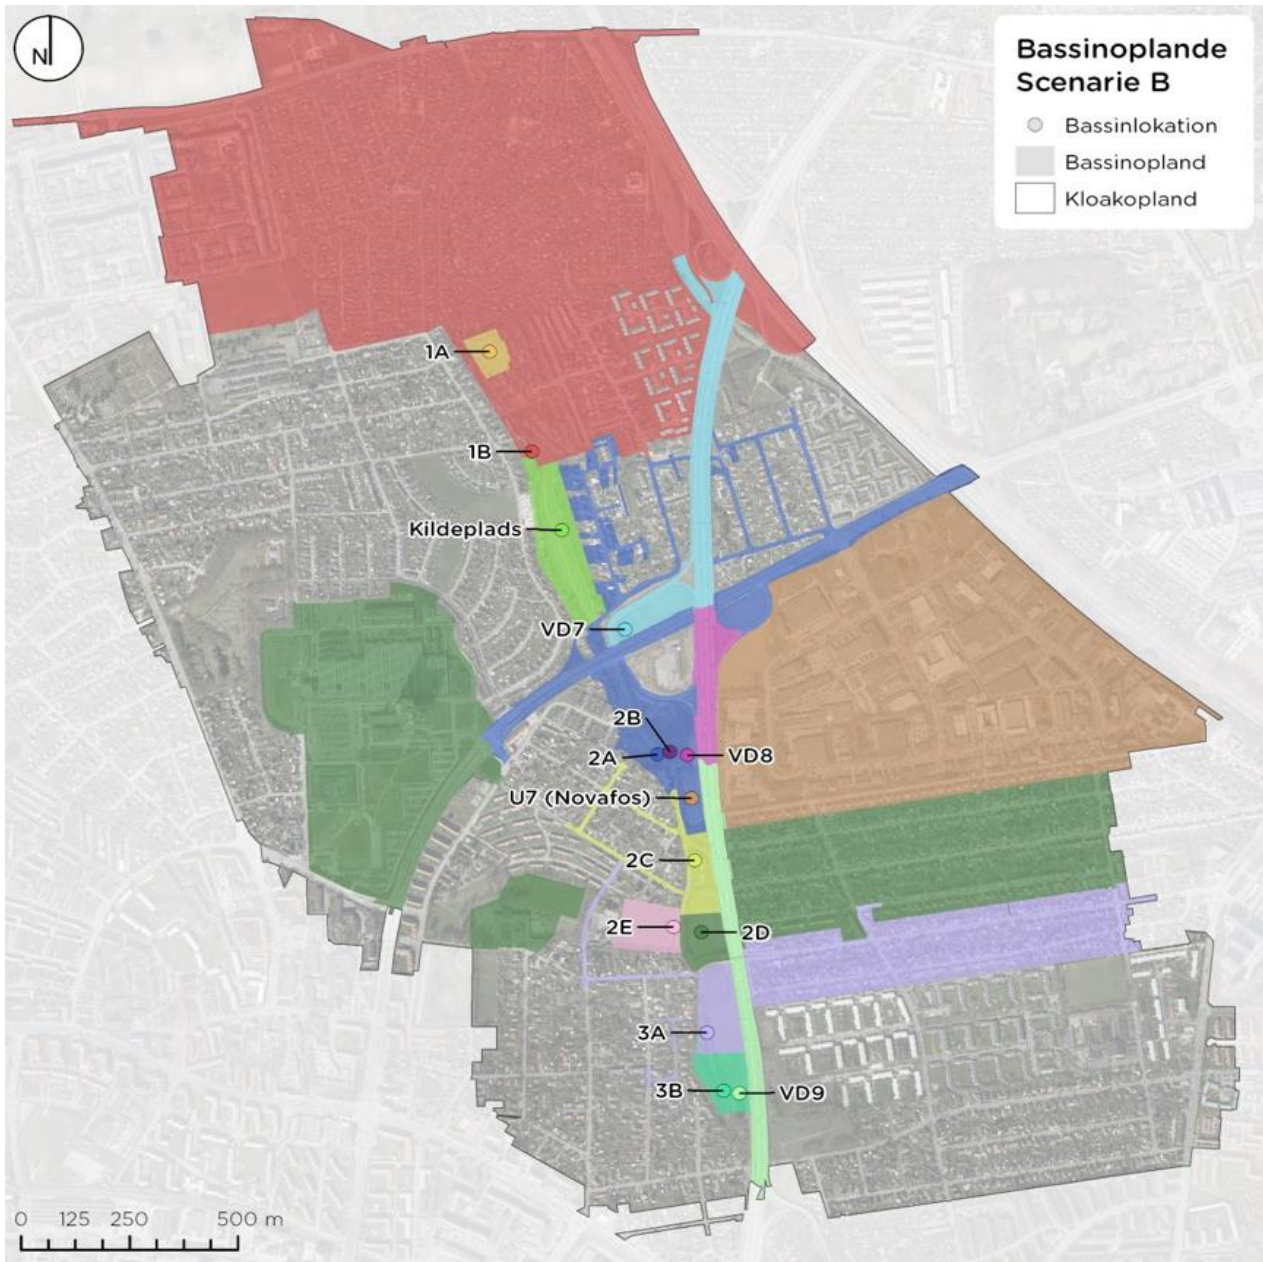 N
Bassinoplande
Scenarie B
Bassinlokation
Bassinopland
Kloakopland
1A
1B
Kildeplads
VD7
2B
2A
VD8
U7 (Novafos)
2C
2E
2D
3A
3B
VD9
0 125 250 500 m